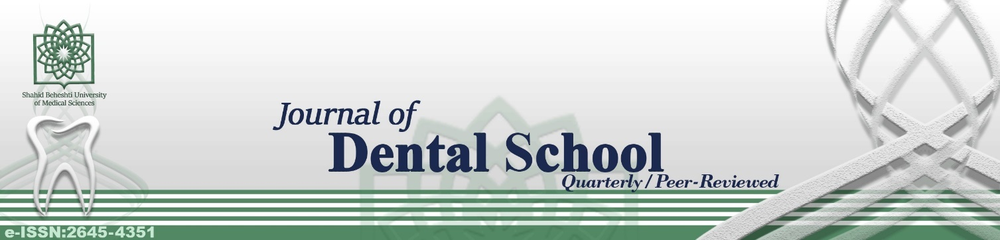 Shahid Beheshti University
of Medical Sciences
Journal of
Dental School
Quarterly / Peer-Reviewed
e-ISSN:2645-4351